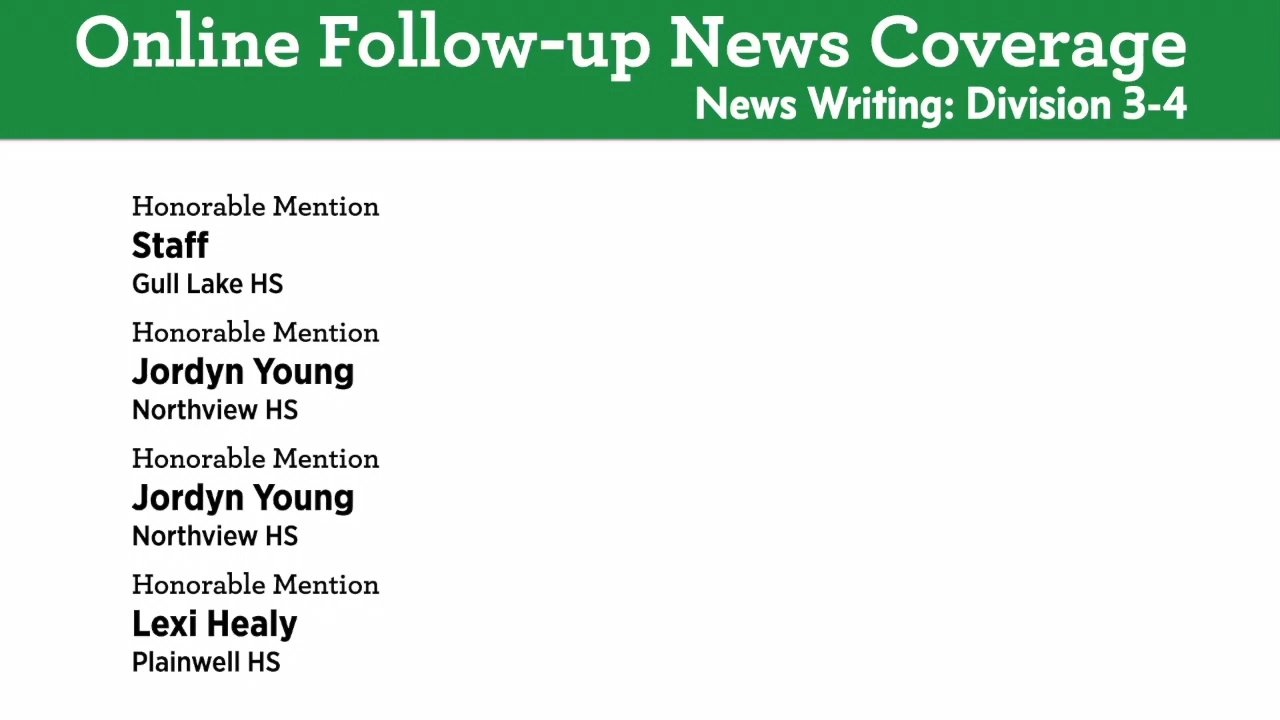 Online Follow-up News Coverage
News Writing: Division 3-4
Honorable Mention
Staff
Gull Lake HS
Honorable Mention
Jordyn Young
Northview HS
Honorable Mention
Jordyn Young
Northview HS
Honorable Mention
Lexi Healy
Plainwell HS